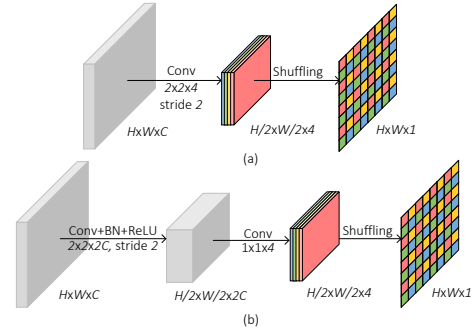 Conv
2x2x4
stride 2
Shuffling
HxWxC
H/2xW/2x4
HxWx1
(a)
Conv+BN+ReLU
2x2x2C, stride 2
Conv
1x1x4
Shuffling
HxWxC
H/2xW/2x2C
H/2xW/2x4
HxWx1
(b)